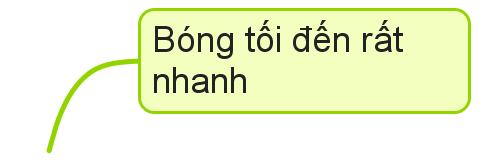 Bóng tối đến rất
nhanh